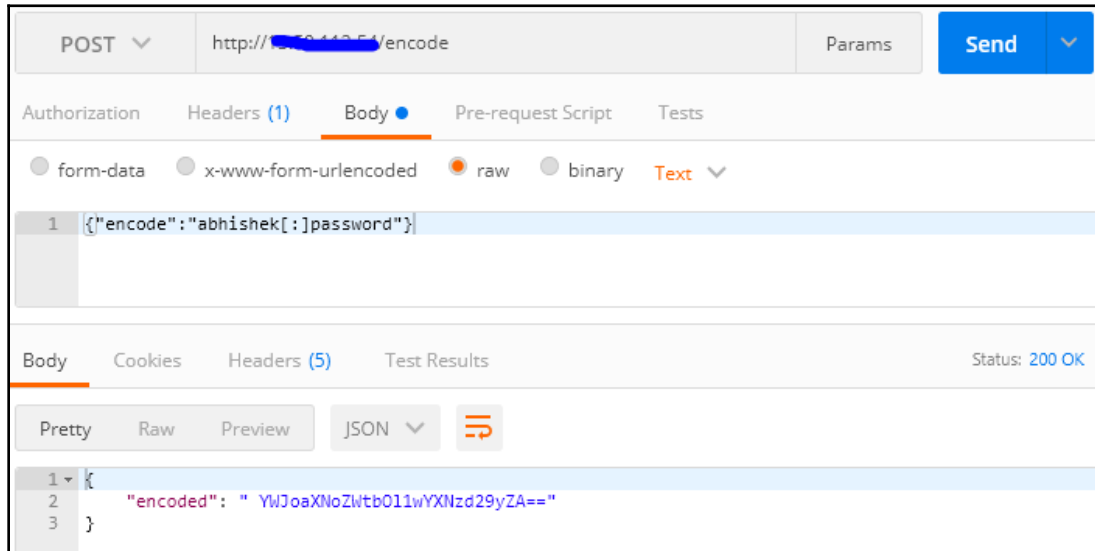 POST http:// /encode Params Send
Authorization Headers (1) Body Pre-request Script Tests
form-data x-www-form-urlencoded raw binary Text
1 {"encode":"abhishek[:]password"}
Body Cookies Headers (5) Test Results Status: 200 OK
Pretty Raw Preview JSON
1 {
2 "encoded": " YWJoaXNoZWtbOl1wYXNzd29yZA=="
3 }